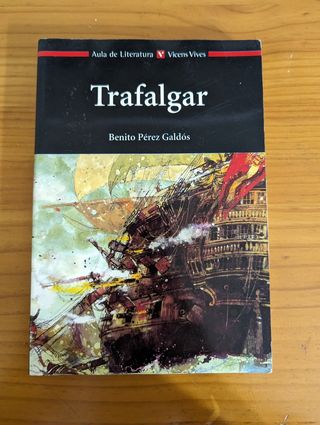 Aula de Literatura V Vicens Vives
Trafalgar
Benito Pérez Galdós